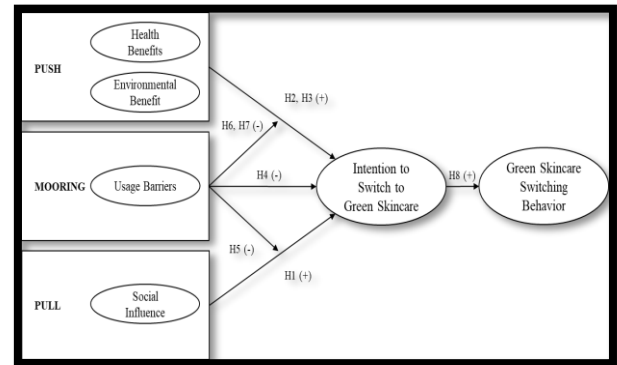 Health
Benefits
PUSH
Environmental
Benefit
H2, H3 (+)
H6, H7 (-)
MOORING
Usage Barriers
H4 (-)
Intention to
Switch to
Green Skincare
H8 (+)
Green Skincare
Switching
Behavior
H5 (-)
H1 (+)
PULL
Social
Influence